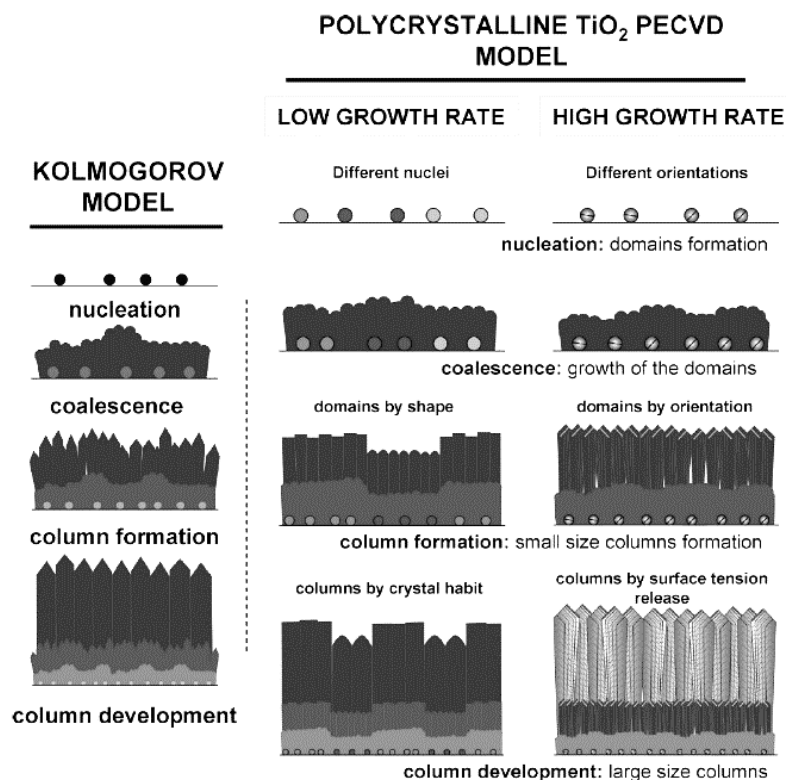 POLYCRYSTALLINE TiO2 PECVD
MODEL
LOW GROWTH RATE
HIGH GROWTH RATE
KOLMOGOROV
MODEL
Different nuclei
Different orientations
nucleation: domains formation
nucleation
coalescence: growth of the domains
coalescence
domains by shape
domains by orientation
column formation
column formation: small size columns formation
columns by crystal habit
columns by surface tension
release
column development
column development: large size columns